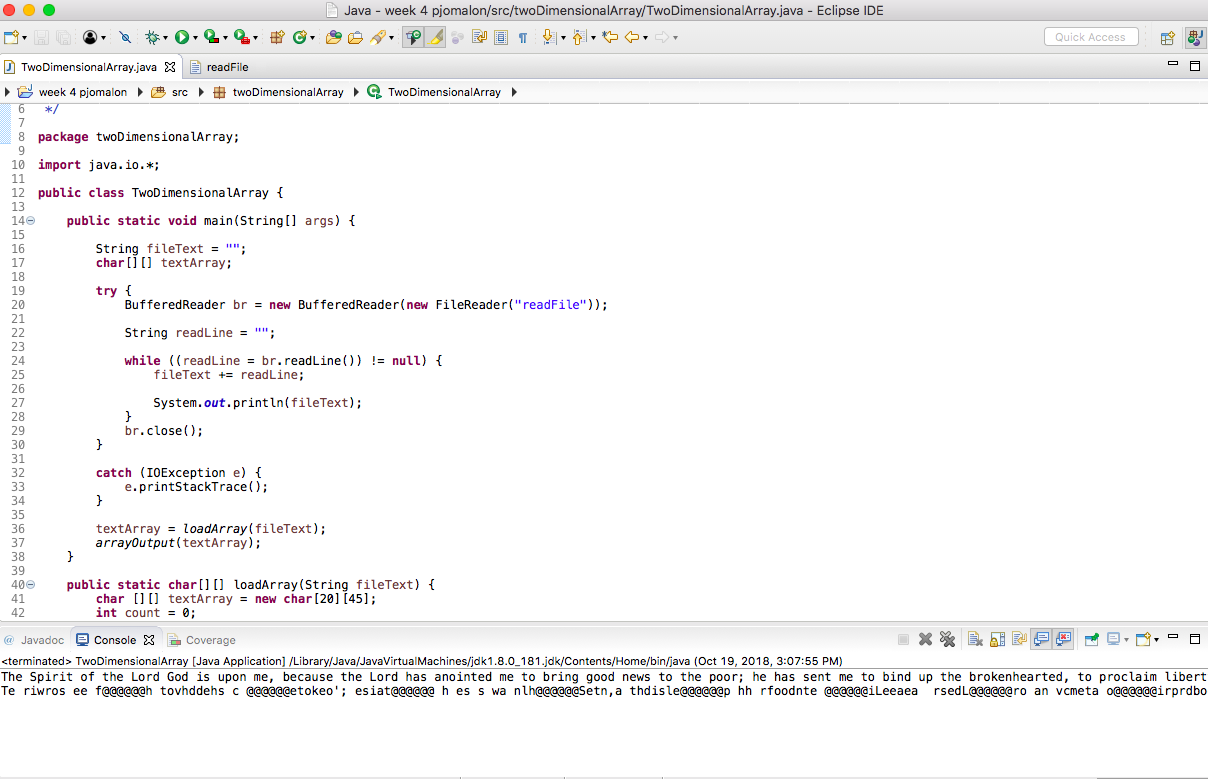 Java - week 4 pjomalon/src/twoDimensionalArray/TwoDimensionalArray.java - Eclipse IDE
Quick Access
TwoDimensionalArray.java readFile
week 4 pjomalon src twoDimensionalArray TwoDimensionalArray
6 */
7
8 package twoDimensionalArray;
9
10 import java.io.*;
11
12 public class TwoDimensionalArray {
13
14 public static void main(String[] args) {
15
16 String fileText = "";
17 char[][] textArray;
18
19 try {
20 BufferedReader br = new BufferedReader(new FileReader("readFile"));
21
22 String readLine = "";
23
24 while ((readLine = br.readLine()) != null) {
25 fileText += readLine;
26
27 System.out.println(fileText);
28 }
29 br.close();
30 }
31
32 catch (IOException e) {
33 e.printStackTrace();
34 }
35
36 textArray = loadArray(fileText);
37 arrayOutput(textArray);
38 }
39
40 public static char[][] loadArray(String fileText) {
41 char [][] textArray = new char[20][45];
42 int count = 0;
@ Javadoc Console Coverage
<terminated> TwoDimensionalArray [Java Application] /Library/Java/JavaVirtualMachines/jdk1.8.0_181.jdk/Contents/Home/bin/java (Oct 19, 2018, 3:07:55 PM)
The Spirit of the Lord God is upon me, because the Lord has anointed me to bring good news to the poor; he has sent me to bind up the brokenhearted, to proclaim libert
Te riwros ee f@@@@@@h tovhddehs c @@@@@@etokeo'; esiat@@@@@@ h es s wa nlh@@@@@@Setn,a thdisle@@@@@@p hh rfoodnte @@@@@@iLeeaea  rsedL@@@@@@ro an vcmeta o@@@@@@irprdbo